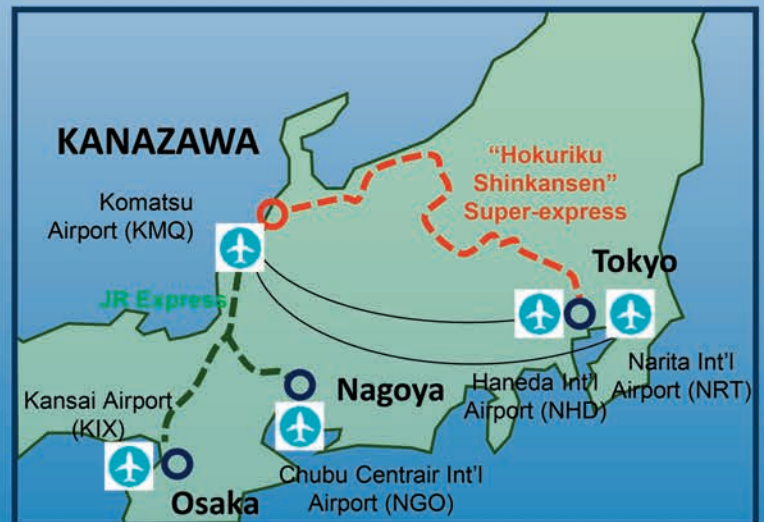 KANAZAWA
Komatsu
Airport (KMQ)
"Hokuriku
Shinkansen"
Super-express
JR Express
Tokyo
Narita Int'l
Airport (NRT)
Haneda Int'l
Airport (NHD)
Nagoya
Kansai Airport
(KIX)
Chubu Centrair Int'l
Airport (NGO)
Osaka